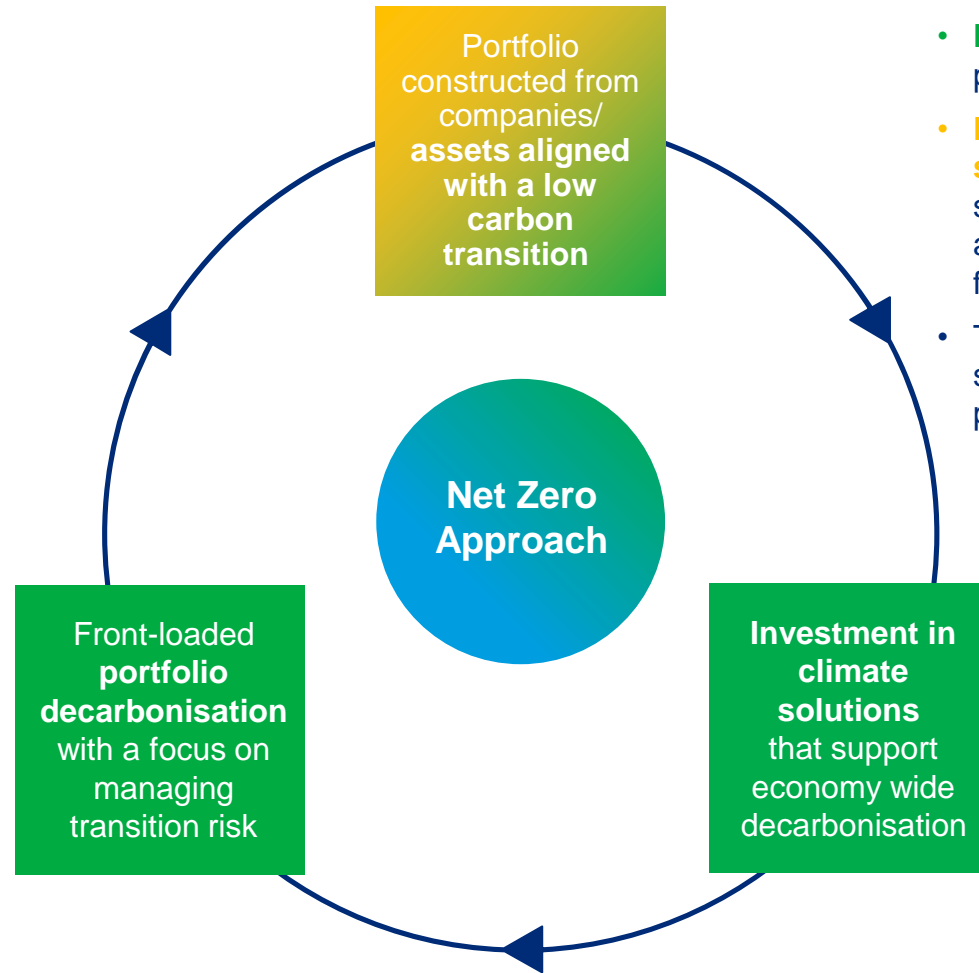 Portfolio
constructed from
companies/
assets aligned
with a low
carbon
transition
Net Zero
Approach
Front-loaded
portfolio
decarbonisation
with a focus on
managing
transition risk
Investment in
climate
solutions
that support
economy wide
decarbonisation